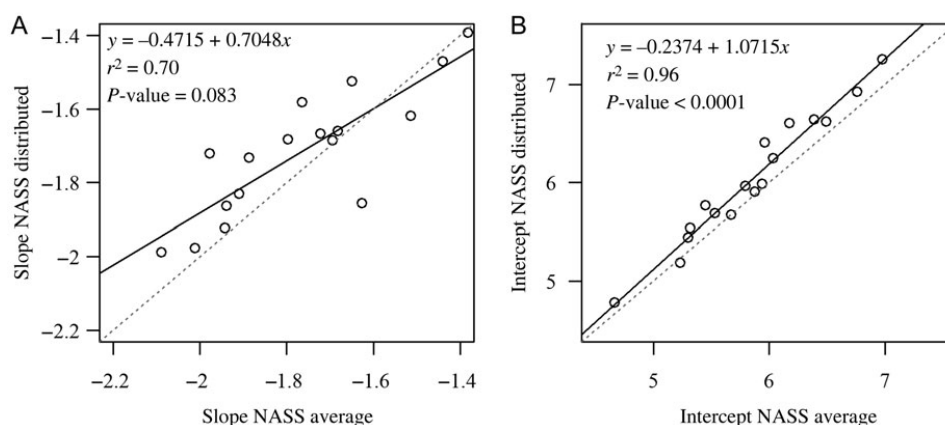 A
y = –0.4715 + 0.7048x
r² = 0.70
P-value = 0.083
–1.4
–1.6
–1.8
–2
–2.2
Slope NASS distributed
–2.2 –2 –1.8 –1.6 –1.4
Slope NASS average
B
y = –0.2374 + 1.0715x
r² = 0.96
P-value < 0.0001
7
6
5
Intercept NASS distributed
5 6 7
Intercept NASS average